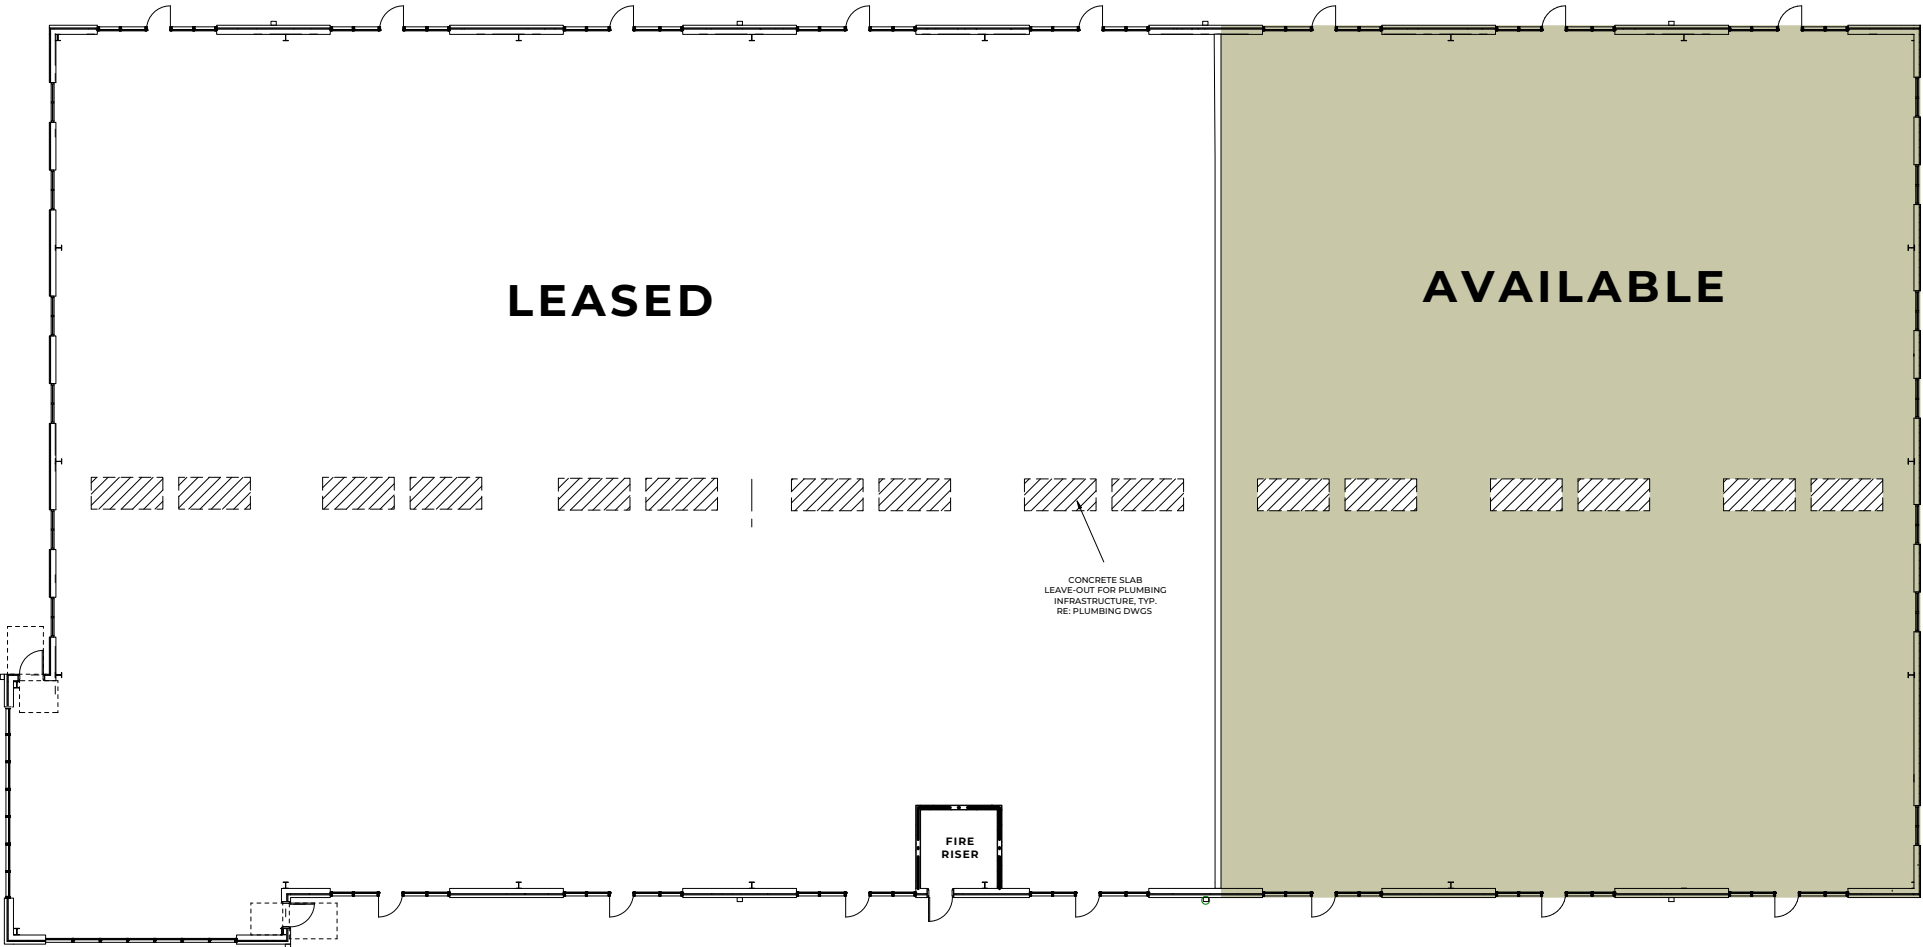 LEASED
AVAILABLE
CONCRETE SLAB
LEAVE-OUT FOR PLUMBING
INFRASTRUCTURE, TYP.
RE: PLUMBING DWGS
FIRE
RISER